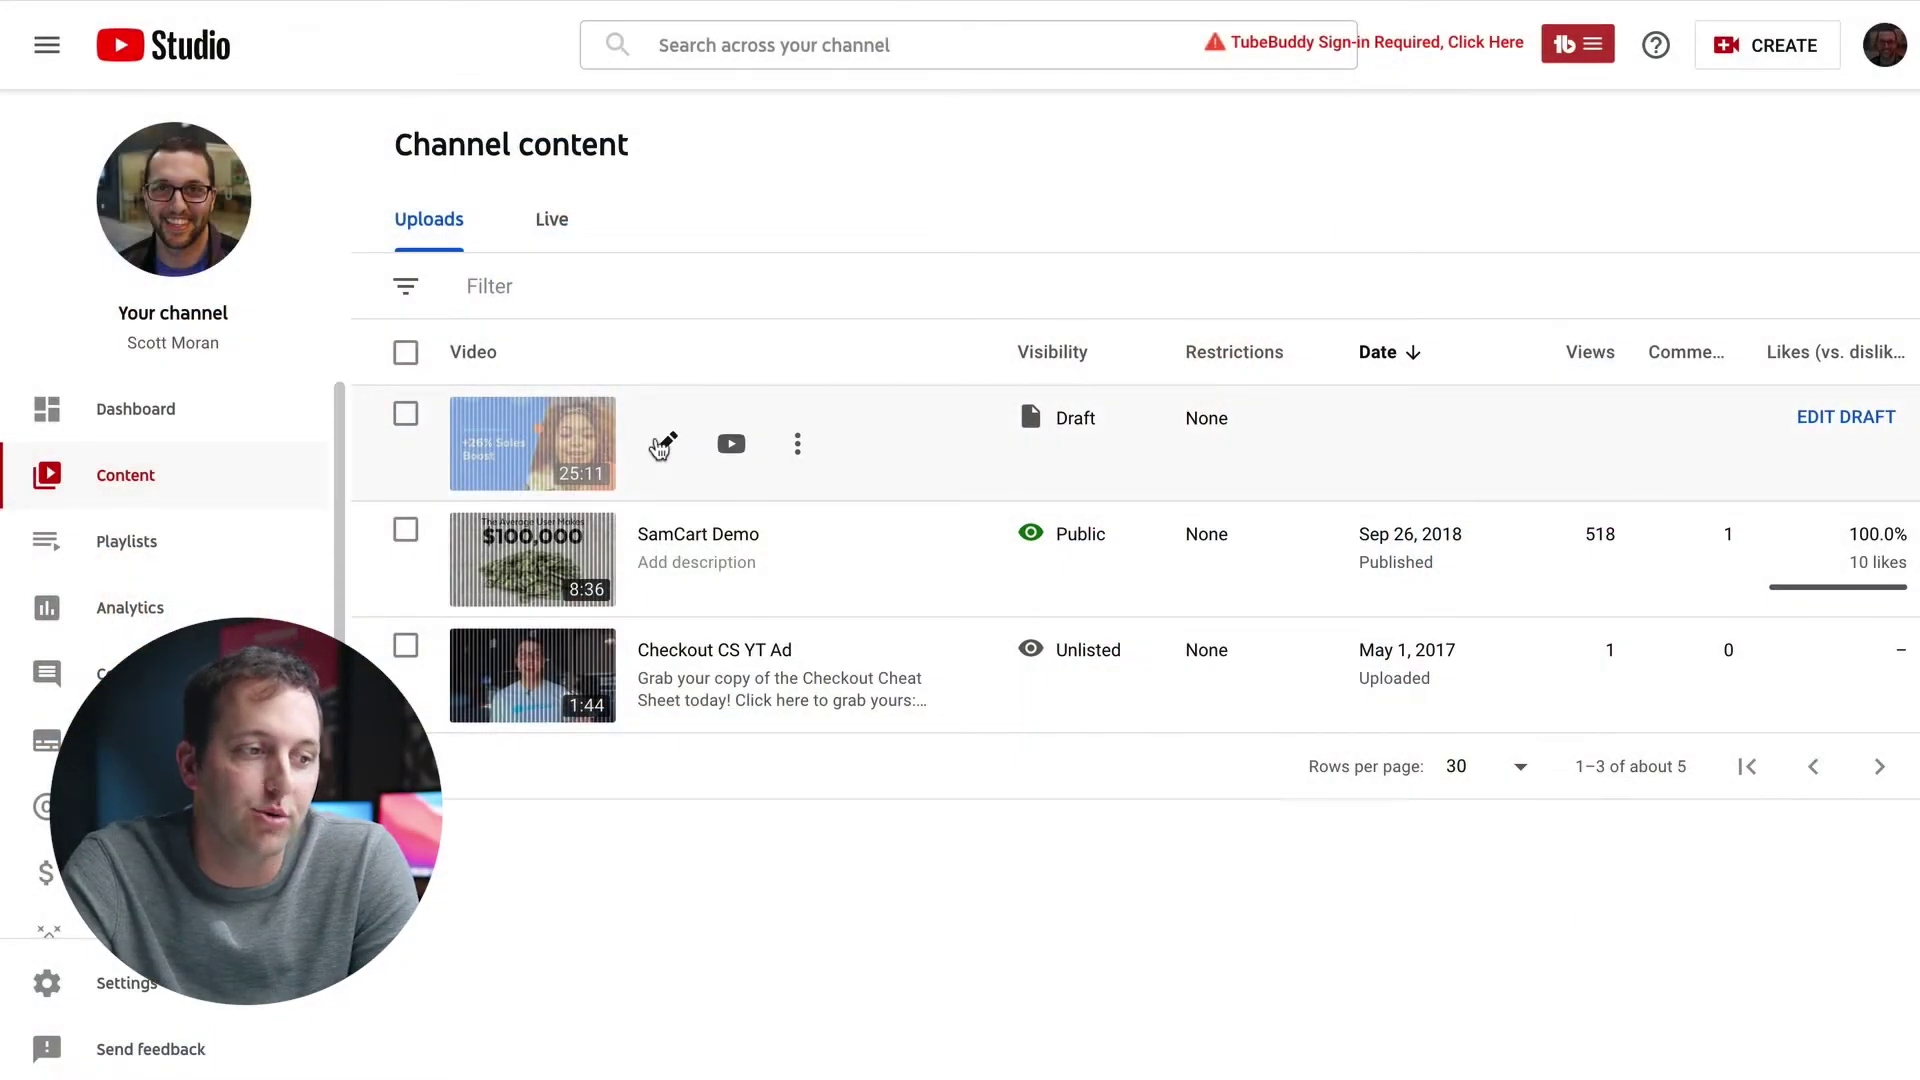 Studio
Search across your channel
TubeBuddy Sign-in Required, Click Here
tb
CREATE
Channel content
Uploads
Live
Filter
Your channel
Scott Moran
Video
Visibility
Restrictions
Date
Views
Comme...
Likes (vs. dislik...
Dashboard
Content
Playlists
Analytics
Settings
Send feedback
+26% Sales
Boost
25:11
Draft
None
EDIT DRAFT
The Average User Makes
$100,000
8:36
SamCart Demo
Add description
Public
None
Sep 26, 2018
Published
518
1
100.0%
10 likes
1:44
Checkout CS YT Ad
Grab your copy of the Checkout Cheat
Sheet today! Click here to grab yours:...
Unlisted
None
May 1, 2017
Uploaded
1
0
–
Rows per page:
30
1–3 of about 5